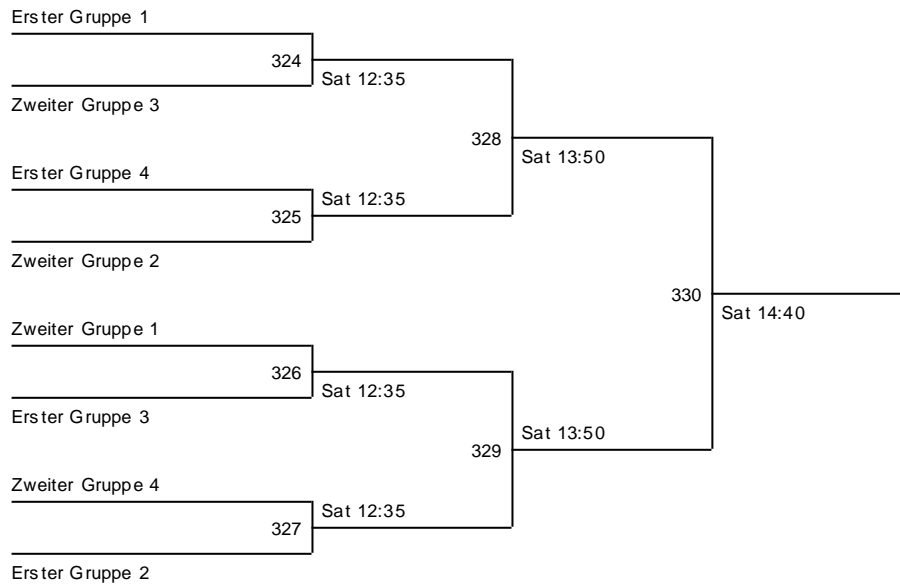 Erster Gruppe 1
324
Sat 12:35
Zweiter Gruppe 3
328
Sat 13:50
Erster Gruppe 4
Sat 12:35
325
Zweiter Gruppe 2
330
Sat 14:40
Zweiter Gruppe 1
326
Sat 12:35
Erster Gruppe 3
Sat 13:50
329
Zweiter Gruppe 4
Sat 12:35
327
Erster Gruppe 2